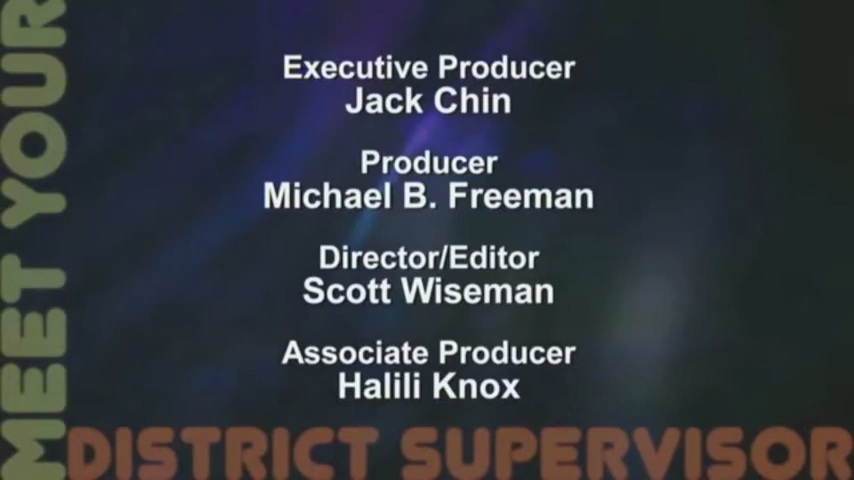 MEET YOUR
DISTRICT SUPERVISOR
Executive Producer
Jack Chin
Producer
Michael B. Freeman
Director/Editor
Scott Wiseman
Associate Producer
Halili Knox